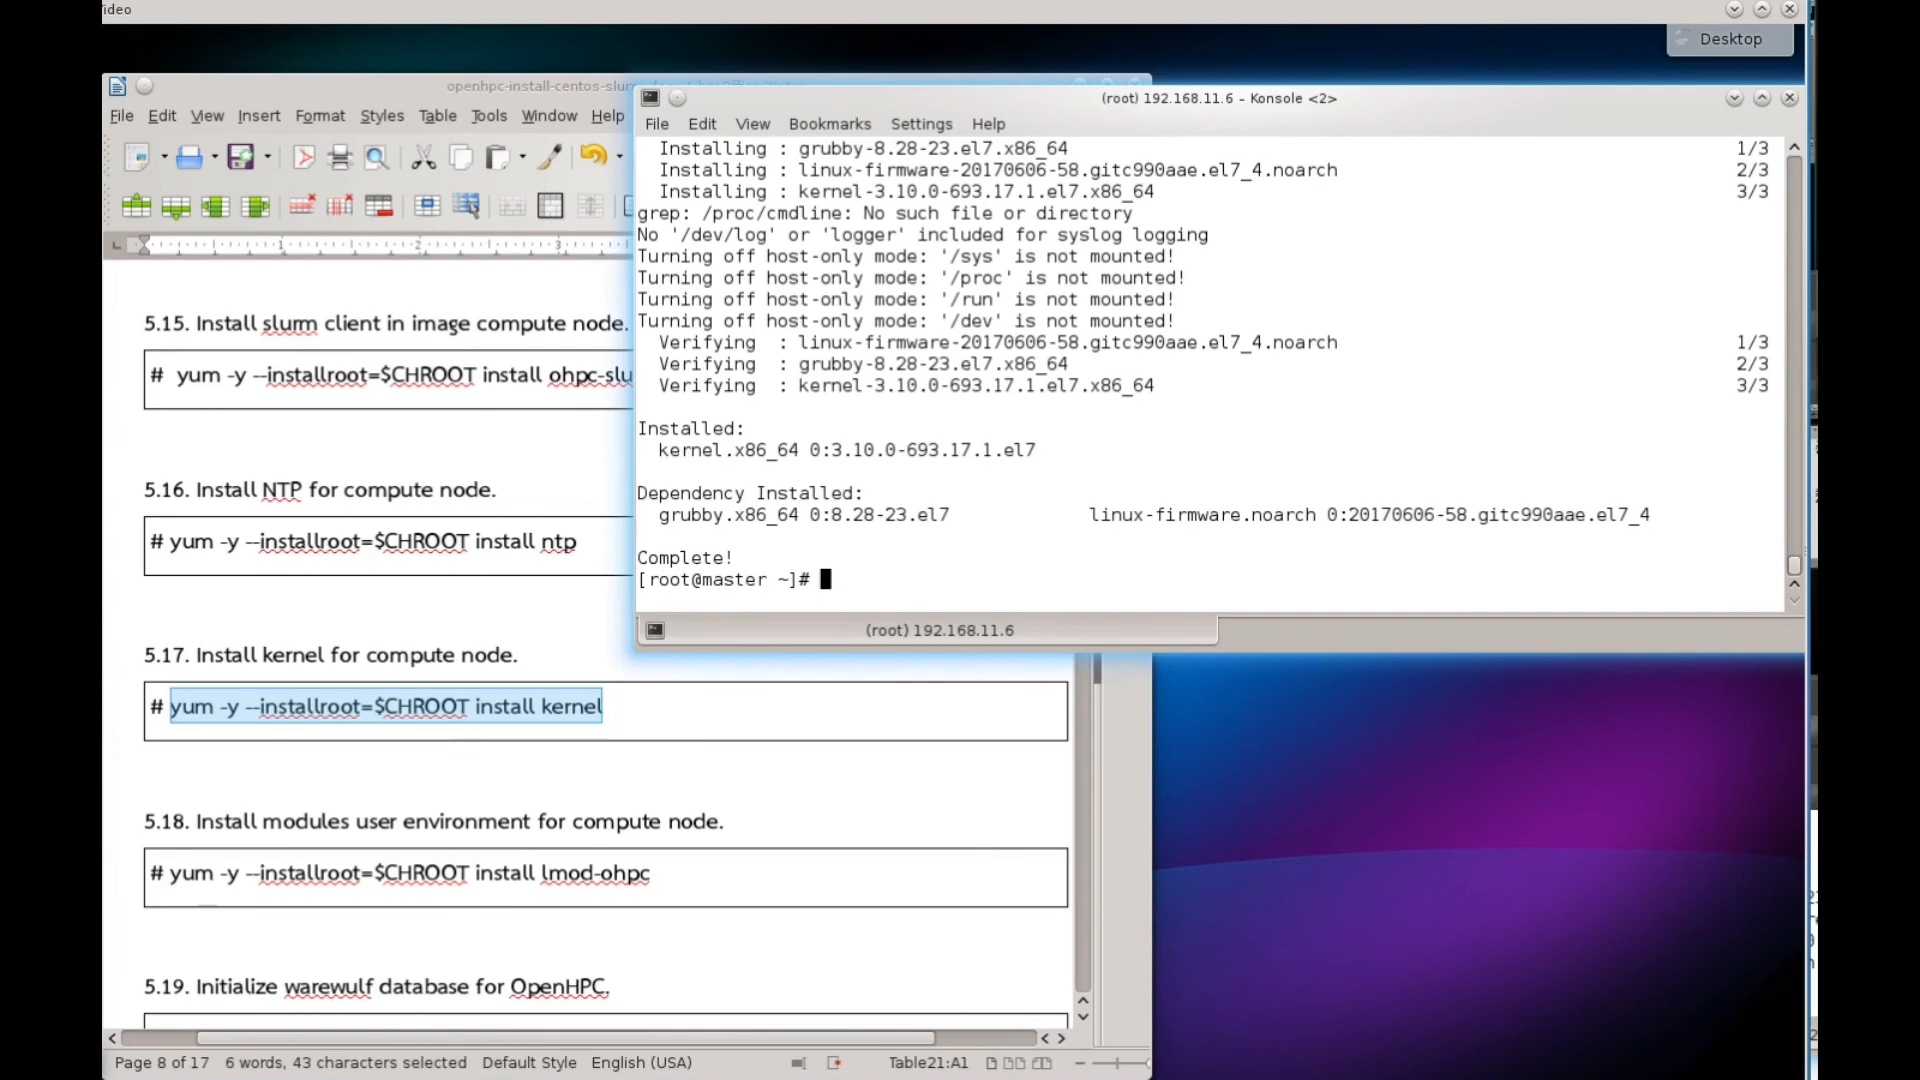 ideo
Desktop
openhpc-install-centos-slur
File Edit View Insert Format Styles Table Tools Window Help
5.15. Install slurm client in image compute node.
# yum -y --installroot=$CHROOT install ohpc-slu
5.16. Install NTP for compute node.
# yum -y --installroot=$CHROOT install ntp
5.17. Install kernel for compute node.
# yum -y --installroot=$CHROOT install kernel
5.18. Install modules user environment for compute node.
# yum -y --installroot=$CHROOT install lmod-ohpc
5.19. Initialize warewulf database for OpenHPC.
Page 8 of 17 6 words, 43 characters selected Default Style English (USA) Table21:A1
(root) 192.168.11.6 – Konsole <2>
File Edit View Bookmarks Settings Help
Installing : grubby-8.28-23.el7.x86_64 1/3
Installing : linux-firmware-20170606-58.gitc990aae.el7_4.noarch 2/3
Installing : kernel-3.10.0-693.17.1.el7.x86_64 3/3
grep: /proc/cmdline: No such file or directory
No '/dev/log' or 'logger' included for syslog logging
Turning off host-only mode: '/sys' is not mounted!
Turning off host-only mode: '/proc' is not mounted!
Turning off host-only mode: '/run' is not mounted!
Turning off host-only mode: '/dev' is not mounted!
Verifying : linux-firmware-20170606-58.gitc990aae.el7_4.noarch 1/3
Verifying : grubby-8.28-23.el7.x86_64 2/3
Verifying : kernel-3.10.0-693.17.1.el7.x86_64 3/3
Installed:
kernel.x86_64 0:3.10.0-693.17.1.el7
Dependency Installed:
grubby.x86_64 0:8.28-23.el7 linux-firmware.noarch 0:20170606-58.gitc990aae.el7_4
Complete!
[root@master ~]#
(root) 192.168.11.6